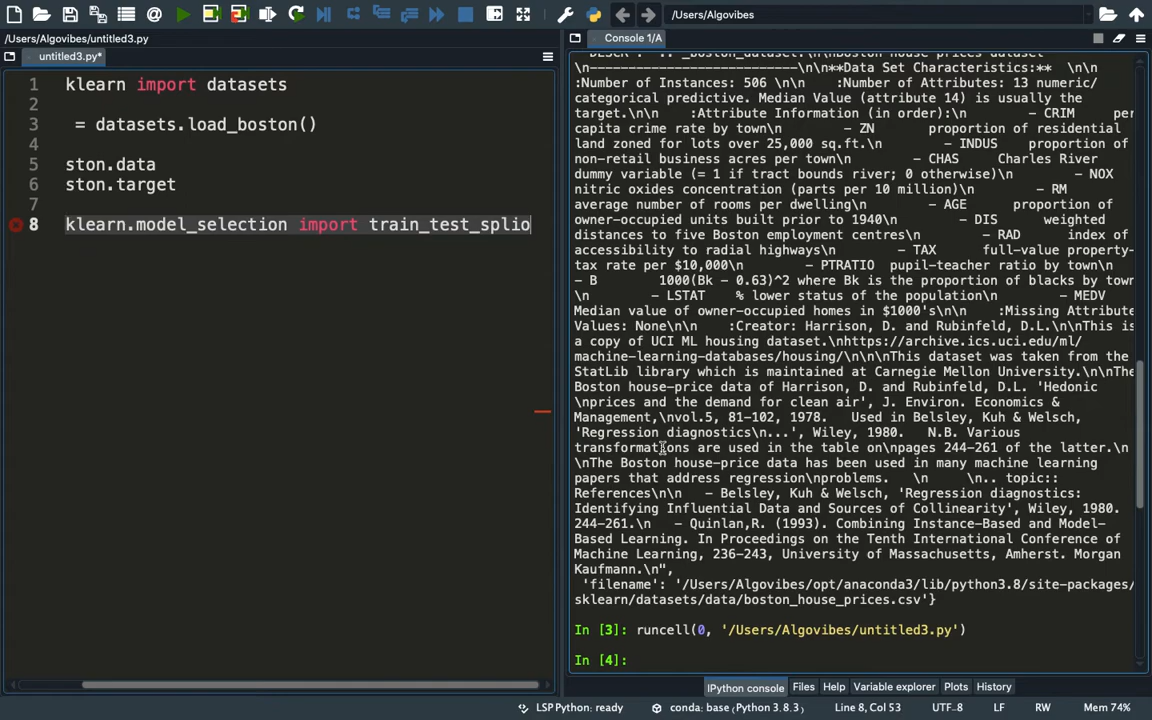 /Users/Algovibes
/Users/Algovibes/untitled3.py
untitled3.py*
Console 1/A
1 klearn import datasets
2
3 = datasets.load_boston()
4
5 ston.data
6 ston.target
7
8 klearn.model_selection import train_test_splio
\n---------------------------\n\n**Data Set Characteristics:**  \n\n
:Number of Instances: 506 \n\n    :Number of Attributes: 13 numeric/
categorical predictive. Median Value (attribute 14) is usually the
target.\n\n    :Attribute Information (in order):\n        - CRIM     per
capita crime rate by town\n        - ZN       proportion of residential
land zoned for lots over 25,000 sq.ft.\n        - INDUS    proportion of
non-retail business acres per town\n        - CHAS     Charles River
dummy variable (= 1 if tract bounds river; 0 otherwise)\n        - NOX
nitric oxides concentration (parts per 10 million)\n        - RM
average number of rooms per dwelling\n        - AGE      proportion of
owner-occupied units built prior to 1940\n        - DIS      weighted
distances to five Boston employment centres\n        - RAD      index of
accessibility to radial highways\n        - TAX      full-value property-
tax rate per $10,000\n        - PTRATIO  pupil-teacher ratio by town\n
- B        1000(Bk - 0.63)^2 where Bk is the proportion of blacks by town
\n        - LSTAT    % lower status of the population\n        - MEDV
Median value of owner-occupied homes in $1000's\n\n    :Missing Attribute
Values: None\n\n    :Creator: Harrison, D. and Rubinfeld, D.L.\n\nThis is
a copy of UCI ML housing dataset.\nhttps://archive.ics.uci.edu/ml/
machine-learning-databases/housing/\n\n\nThis dataset was taken from the
StatLib library which is maintained at Carnegie Mellon University.\n\nThe
Boston house-price data of Harrison, D. and Rubinfeld, D.L. 'Hedonic
\nprices and the demand for clean air', J. Environ. Economics &
Management,\nvol.5, 81-102, 1978.   Used in Belsley, Kuh & Welsch,
'Regression diagnostics\n...', Wiley, 1980.   N.B. Various
transformations are used in the table on\npages 244-261 of the latter.\n
\nThe Boston house-price data has been used in many machine learning
papers that address regression\nproblems.   \n     \n.. topic::
References\n\n   - Belsley, Kuh & Welsch, 'Regression diagnostics:
Identifying Influential Data and Sources of Collinearity', Wiley, 1980.
244-261.\n   - Quinlan,R. (1993). Combining Instance-Based and Model-
Based Learning. In Proceedings on the Tenth International Conference of
Machine Learning, 236-243, University of Massachusetts, Amherst. Morgan
Kaufmann.\n",
'filename': '/Users/Algovibes/opt/anaconda3/lib/python3.8/site-packages/
sklearn/datasets/data/boston_house_prices.csv'}
In [3]: runcell(0, '/Users/Algovibes/untitled3.py')
In [4]:
IPython console Files Help Variable explorer Plots History
LSP Python: ready conda: base (Python 3.8.3) Line 8, Col 53 UTF-8 LF RW Mem 74%